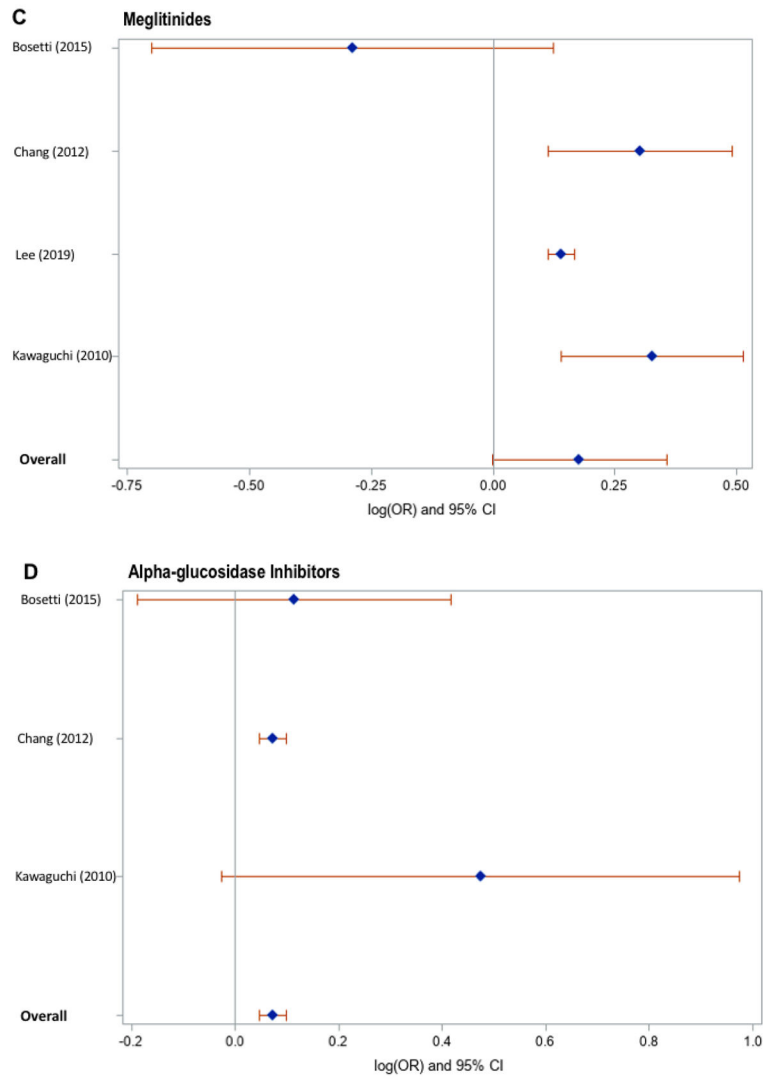 C
Meglitinides
Bosetti (2015)
Chang (2012)
Lee (2019)
Kawaguchi (2010)
Overall
-0.75 -0.50 -0.25 0.00 0.25 0.50
log(OR) and 95% CI
D
Alpha-glucosidase Inhibitors
Bosetti (2015)
Chang (2012)
Kawaguchi (2010)
Overall
-0.2 0.0 0.2 0.4 0.6 0.8 1.0
log(OR) and 95% CI